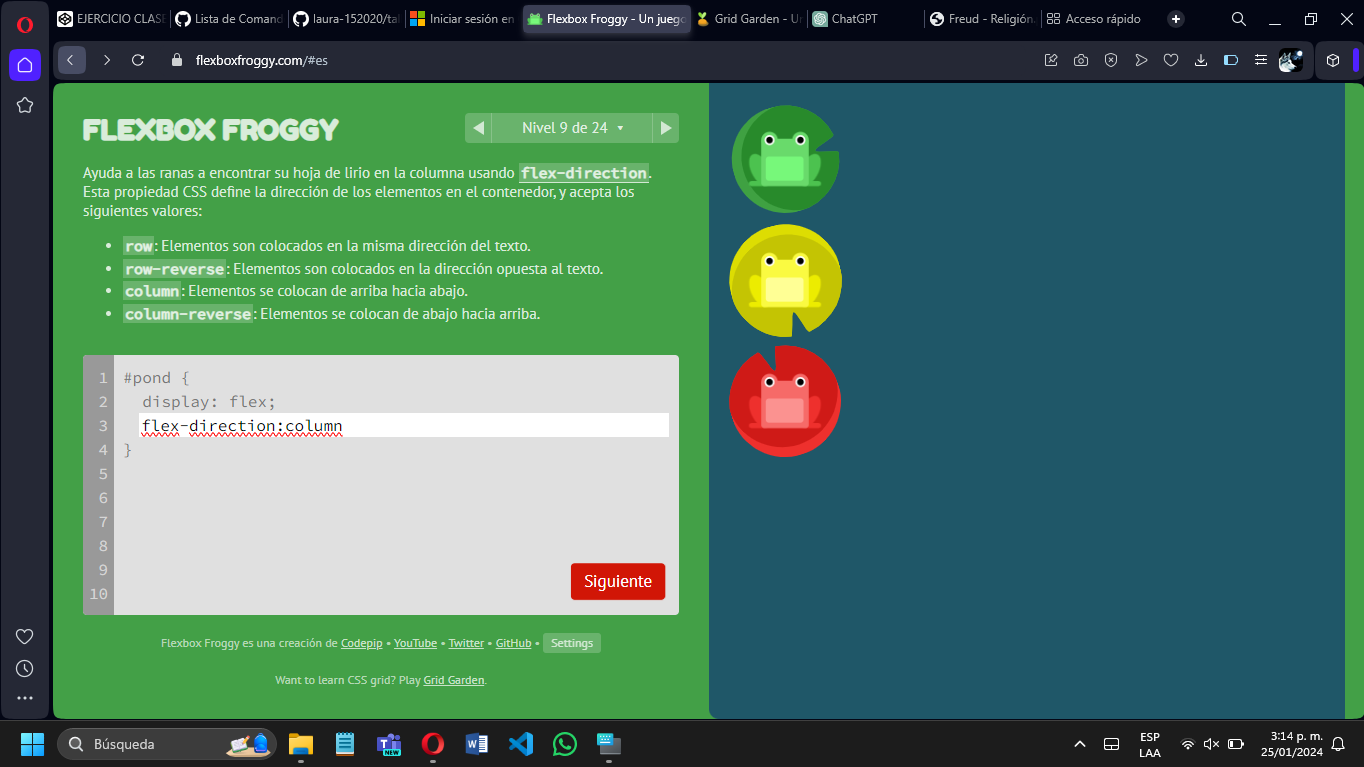 EJERCICIO CLAS
Lista de Comand
laura-152020/tal
Iniciar sesión en
Flexbox Froggy - Un juego
Grid Garden - Un
ChatGPT
Freud - Religión.
Acceso rápido
flexboxfroggy.com/#es
FLEXBOX FROGGY
Nivel 9 de 24
Ayuda a las ranas a encontrar su hoja de lirio en la columna usando flex-direction.
Esta propiedad CSS define la dirección de los elementos en el contenedor, y acepta los
siguientes valores:
• row: Elementos son colocados en la misma dirección del texto.
• row-reverse: Elementos son colocados en la dirección opuesta al texto.
• column: Elementos se colocan de arriba hacia abajo.
• column-reverse: Elementos se colocan de abajo hacia arriba.
1 #pond {
2 display: flex;
3 flex-direction:column
4 }
5
6
7
8
9
10
Siguiente
Flexbox Froggy es una creación de Codepip • YouTube • Twitter • GitHub • Settings
Want to learn CSS grid? Play Grid Garden.
Búsqueda
NEW
ESP
LAA
3:14 p. m.
25/01/2024